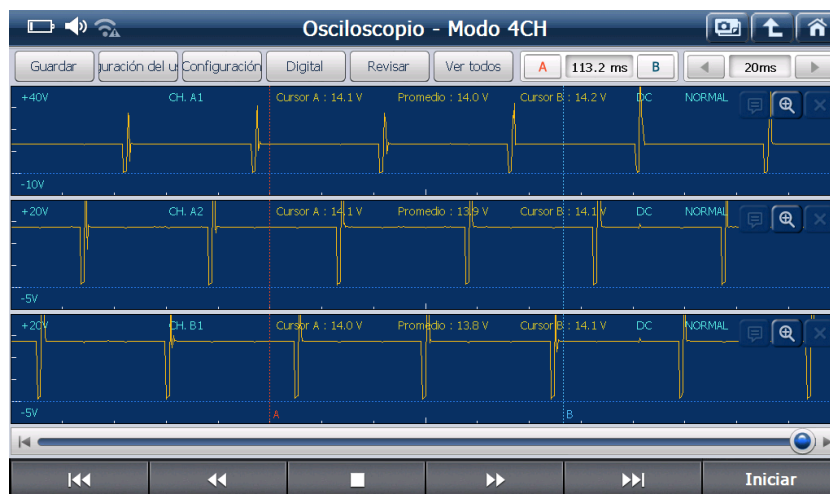 Osciloscopio - Modo 4CH
Guardar juración del u Configuración Digital Revisar Ver todos A 113.2 ms B 20ms
+40V CH. A1 Cursor A : 14.1 V Promedio : 14.0 V Cursor B : 14.2 V DC NORMAL
-10V
+20V CH. A2 Cursor A : 14.1 V Promedio : 13.9 V Cursor B : 14.1 V DC NORMAL
-5V
+20V CH. B1 Cursor A : 14.0 V Promedio : 13.8 V Cursor B : 14.1 V DC NORMAL
-5V A B
Iniciar